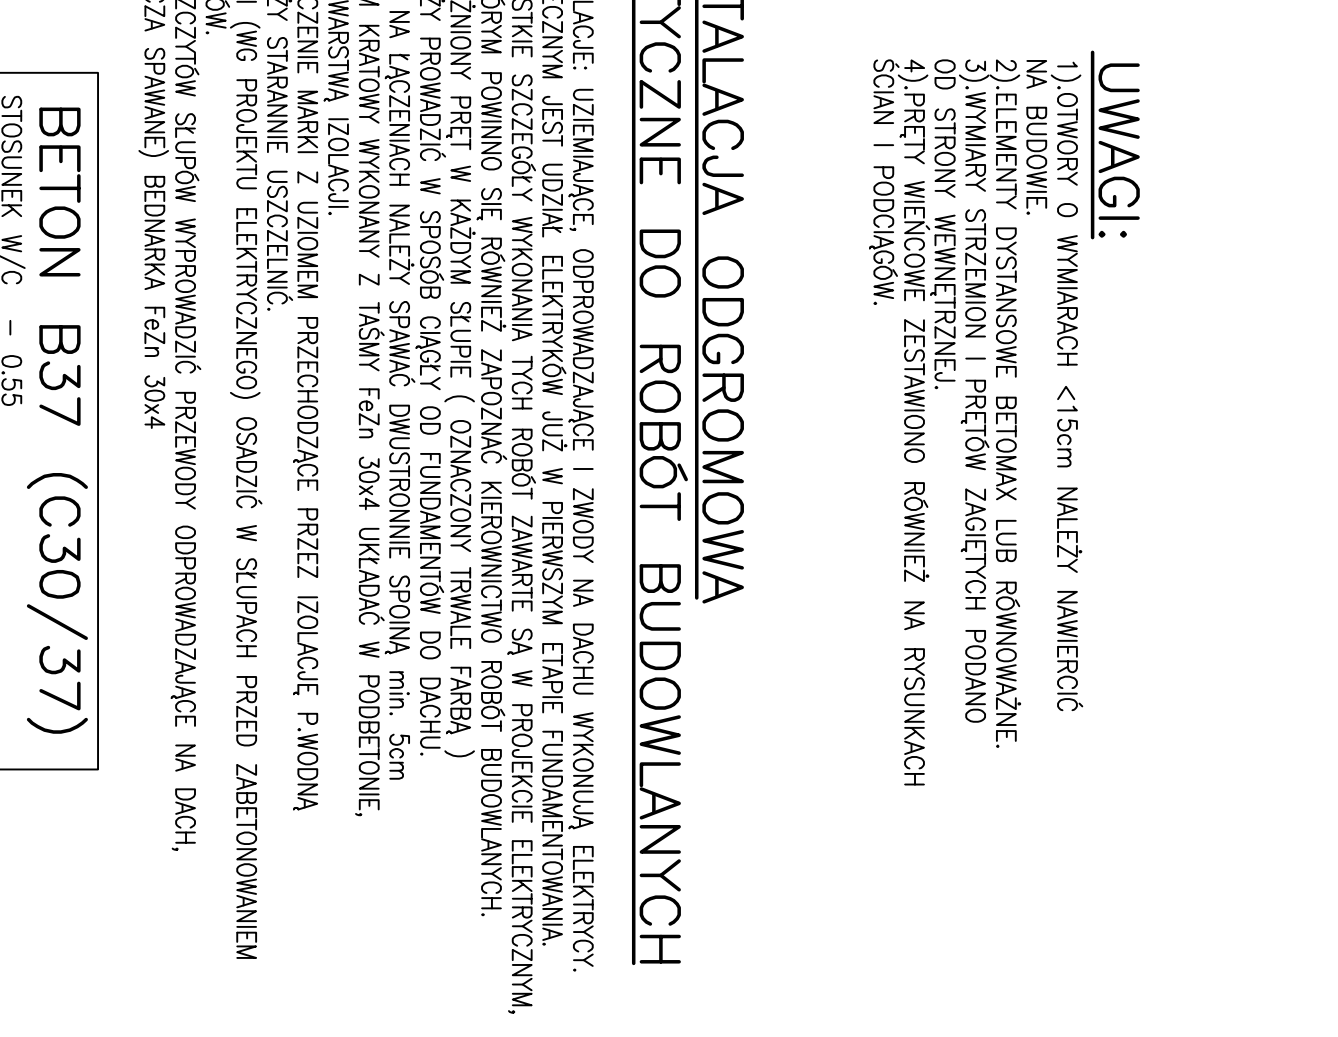 UWAGI:
1).OTWORY O WYMIARACH <15cm NALEŻY NAWIERCIĆ
NA BUDOWIE.
2).ELEMENTY DYSTANSOWE BETOMAX LUB RÓWNOWAŻNE.
3).WYMIARY STRZEMION I PRĘTÓW ZAGIĘTYCH PODANO
OD STRONY WEWNĘTRZNEJ.
4).PRĘTY WIEŃCOWE ZESTAWIONO RÓWNIEŻ NA RYSUNKACH
ŚCIAN I PODCIĄGÓW.
TALACJA ODGROMOWA
YCZNE DO ROBÓT BUDOWLANYCH
LACJE: UZIEMIAJĄCE, ODPROWADZAJĄCE I ZWODY NA DACHU WYKONUJĄ ELEKTRYCY.
ECZNYM JEST UDZIAŁ ELEKTRYKÓW JUŻ W PIERWSZYM ETAPIE FUNDAMENTOWANIA.
STKIE SZCZEGÓŁY WYKONANIA TYCH ROBÓT ZAWARTE SĄ W PROJEKCIE ELEKTRYCZNYM,
ÓRYM POWINNO SIĘ RÓWNIEŻ ZAPOZNAĆ KIEROWNICTWO ROBÓT BUDOWLANYCH.
ŻNIONY PRĘT W KAŻDYM SŁUPIE ( OZNACZONY TRWALE FARBĄ )
ŻY PROWADZIĆ W SPOSÓB CIĄGŁY OD FUNDAMENTÓW DO DACHU.
NA ŁĄCZENIACH NALEŻY SPAWAĆ DWUSTRONNIE SPOINĄ min. 5cm
M KRATOWY WYKONANY Z TAŚMY FeZn 30x4 UKŁADAĆ W PODBETONIE,
WARSTWĄ IZOLACJI.
CZENIE MARKI Z UZIOMEM PRZECHODZĄCE PRZEZ IZOLACJĘ P.WODNĄ
ŻY STARANNIE USZCZELNIĆ.
I (WG PROJEKTU ELEKTRYCZNEGO) OSADZIĆ W SŁUPACH PRZED ZABETONOWANIEM
ÓW.
ZCZYTÓW SŁUPÓW WYPROWADZIĆ PRZEWODY ODPROWADZAJĄCE NA DACH,
CZA SPAWANE) BEDNARKA FeZn 30x4
BETON B37 (C30/37)
STOSUNEK W/C - 0.55